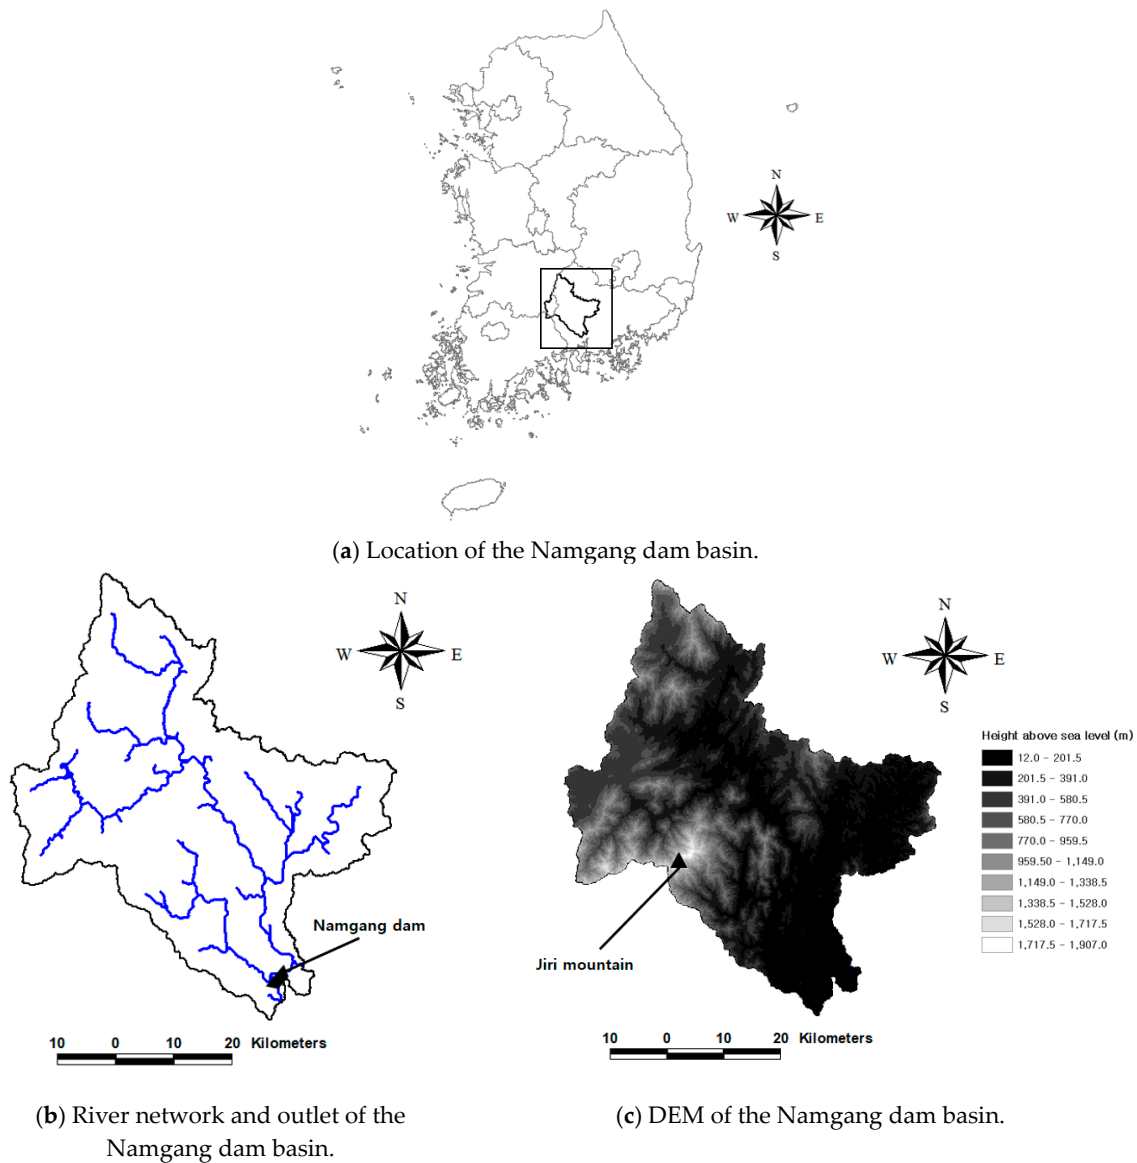 N
W E
S
(a) Location of the Namgang dam basin.
N
W E
S
Namgang dam
10 0 10 20 Kilometers
(b) River network and outlet of the
Namgang dam basin.
N
W E
S
Height above sea level (m)
12.0 – 201.5
201.5 – 391.0
391.0 – 580.5
580.5 – 770.0
770.0 – 959.5
959.50 – 1,149.0
1,149.0 – 1,338.5
1,338.5 – 1,528.0
1,528.0 – 1,717.5
1,717.5 – 1,907.0
Jiri mountain
10 0 10 20 Kilometers
(c) DEM of the Namgang dam basin.